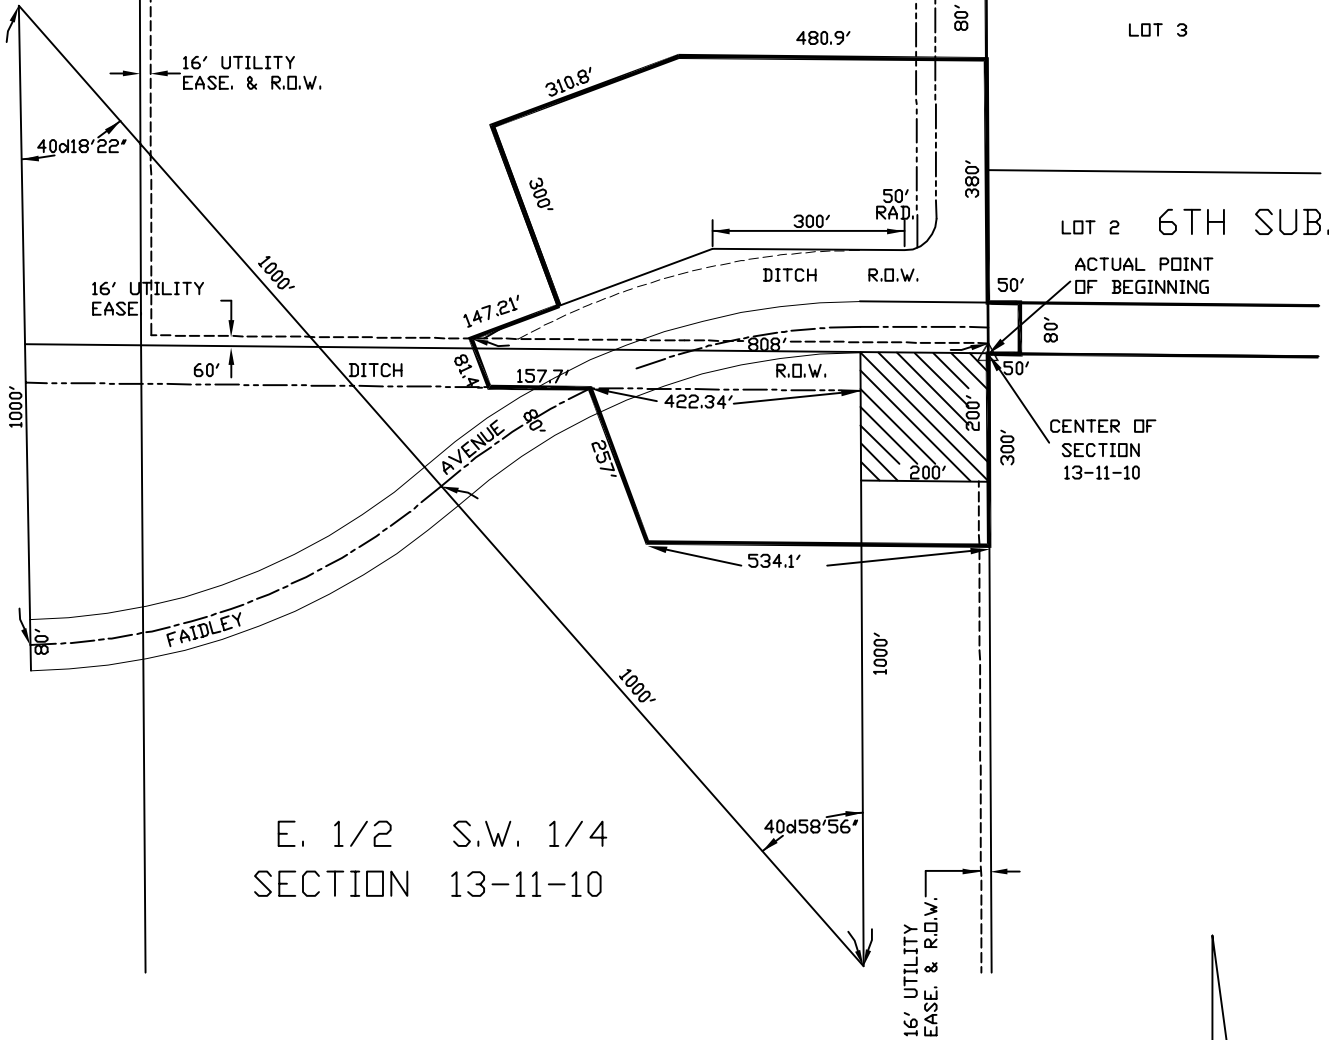 80'
LOT 3
480.9'
16' UTILITY
EASE. & R.O.W.
310.8'
40d18'22"
300'
380'
50'
RAD.
300'
LOT 2
6TH SUB.
1000'
DITCH R.O.W.
ACTUAL POINT
OF BEGINNING
16' UTILITY
EASE
147.21'
50'
80'
808'
60'
DITCH
81.4
157.7'
R.O.W.
50'
1000'
422.34'
200'
AVENUE
80'
257'
300'
CENTER OF
SECTION
13-11-10
200'
534.1'
FAIDLEY
80'
1000'
1000'
E. 1/2 S.W. 1/4
SECTION 13-11-10
40d58'56"
16' UTILITY
EASE. & R.O.W.